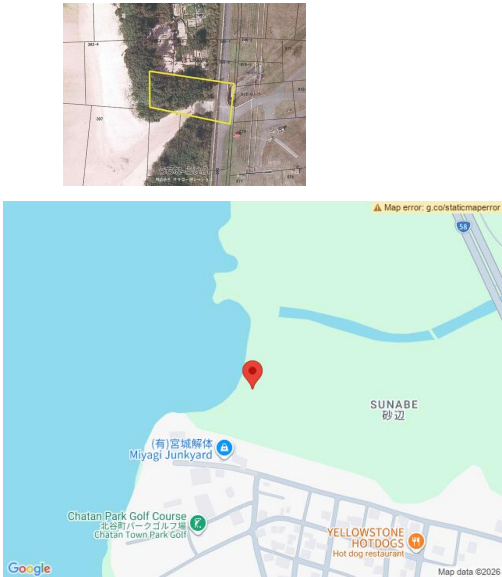 Map error: g.co/staticmaperror
58
SUNABE
砂辺
(有)宮城解体
Miyagi Junkyard
Chatan Park Golf Course
北谷町パークゴルフ場
Chatan Town Park Golf
YELLOWSTONE
HOTDOGS
Hot dog restaurant
Google
Map data ©2026